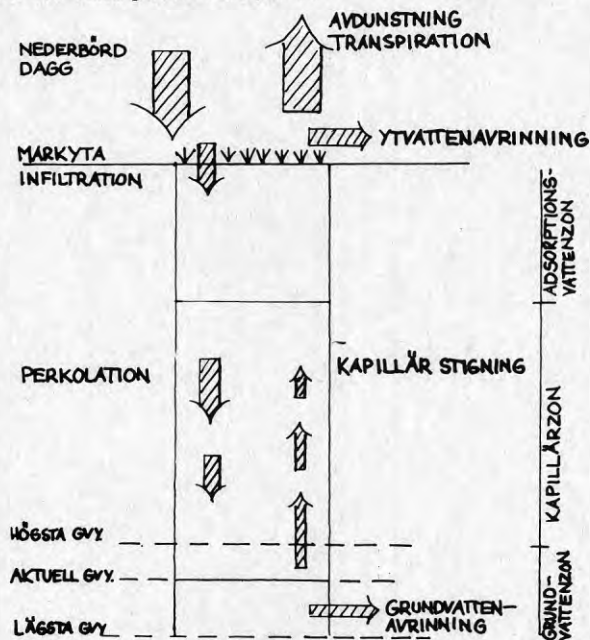 NEDERBÖRD
DAGG
AVDUNSTNING
TRANSPIRATION
YTVATTENAVRINNING
MARKYTA
INFILTRATION
ADSORPTIONS-
VATTENZON
PERKOLATION
KAPILLÄR STIGNING
KAPILLÄRZON
HÖGSTA GVY.
AKTUELL GVY.
GRUND-
VATTENZON
GRUNDVATTEN-
AVRINNING
LÄGSTA GVY